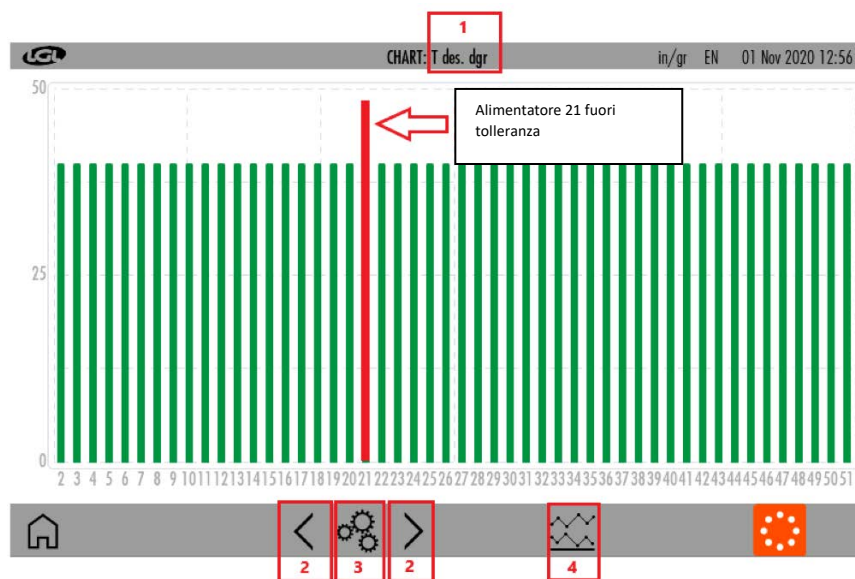 1
LGL
CHART: T des. dgr
in/gr EN 01 Nov 2020 12:56
50
Alimentatore 21 fuori
tolleranza
25
0
2 3 4 5 6 7 8 9 10 11 12 13 14 15 16 17 18 19 20 21 22 23 24 25 26 27 28 29 30 31 32 33 34 35 36 37 38 39 40 41 42 43 44 45 46 47 48 49 50 51
2 3 2 4